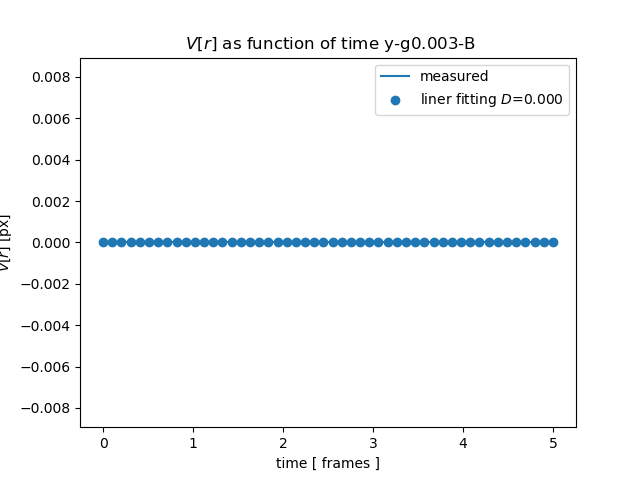 V[r] as function of time y-g0.003-B
measured
liner fitting D=0.000
0.008
0.006
0.004
0.002
0.000
−0.002
−0.004
−0.006
−0.008
V[r] [px]
0 1 2 3 4 5
time [ frames ]